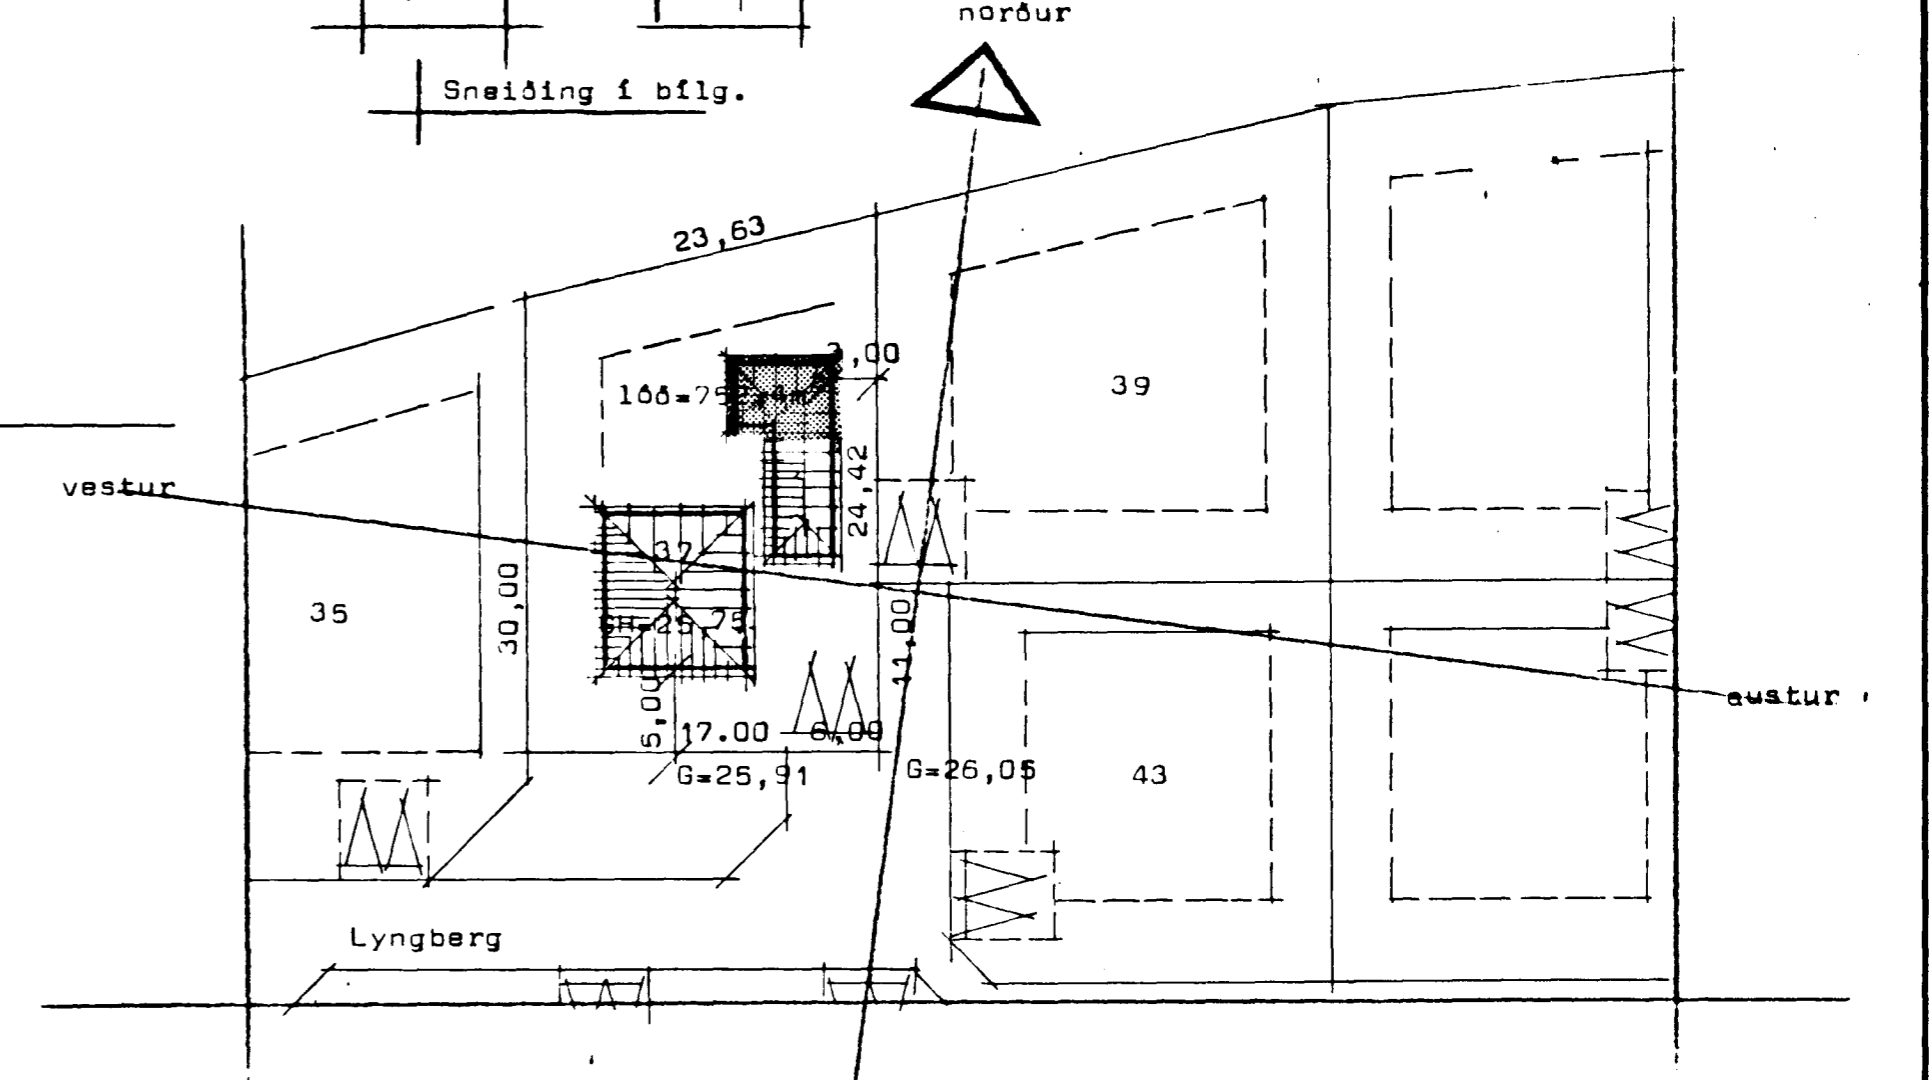 norður
Sneiðing í bílg.
23,63
3,00
lóð=75
39
24,42
vestur
37
35
30,00
11,00
GH=25,75
austur
5,00
17.00
6,00
G=25,91
G=26,05
43
Lyngberg